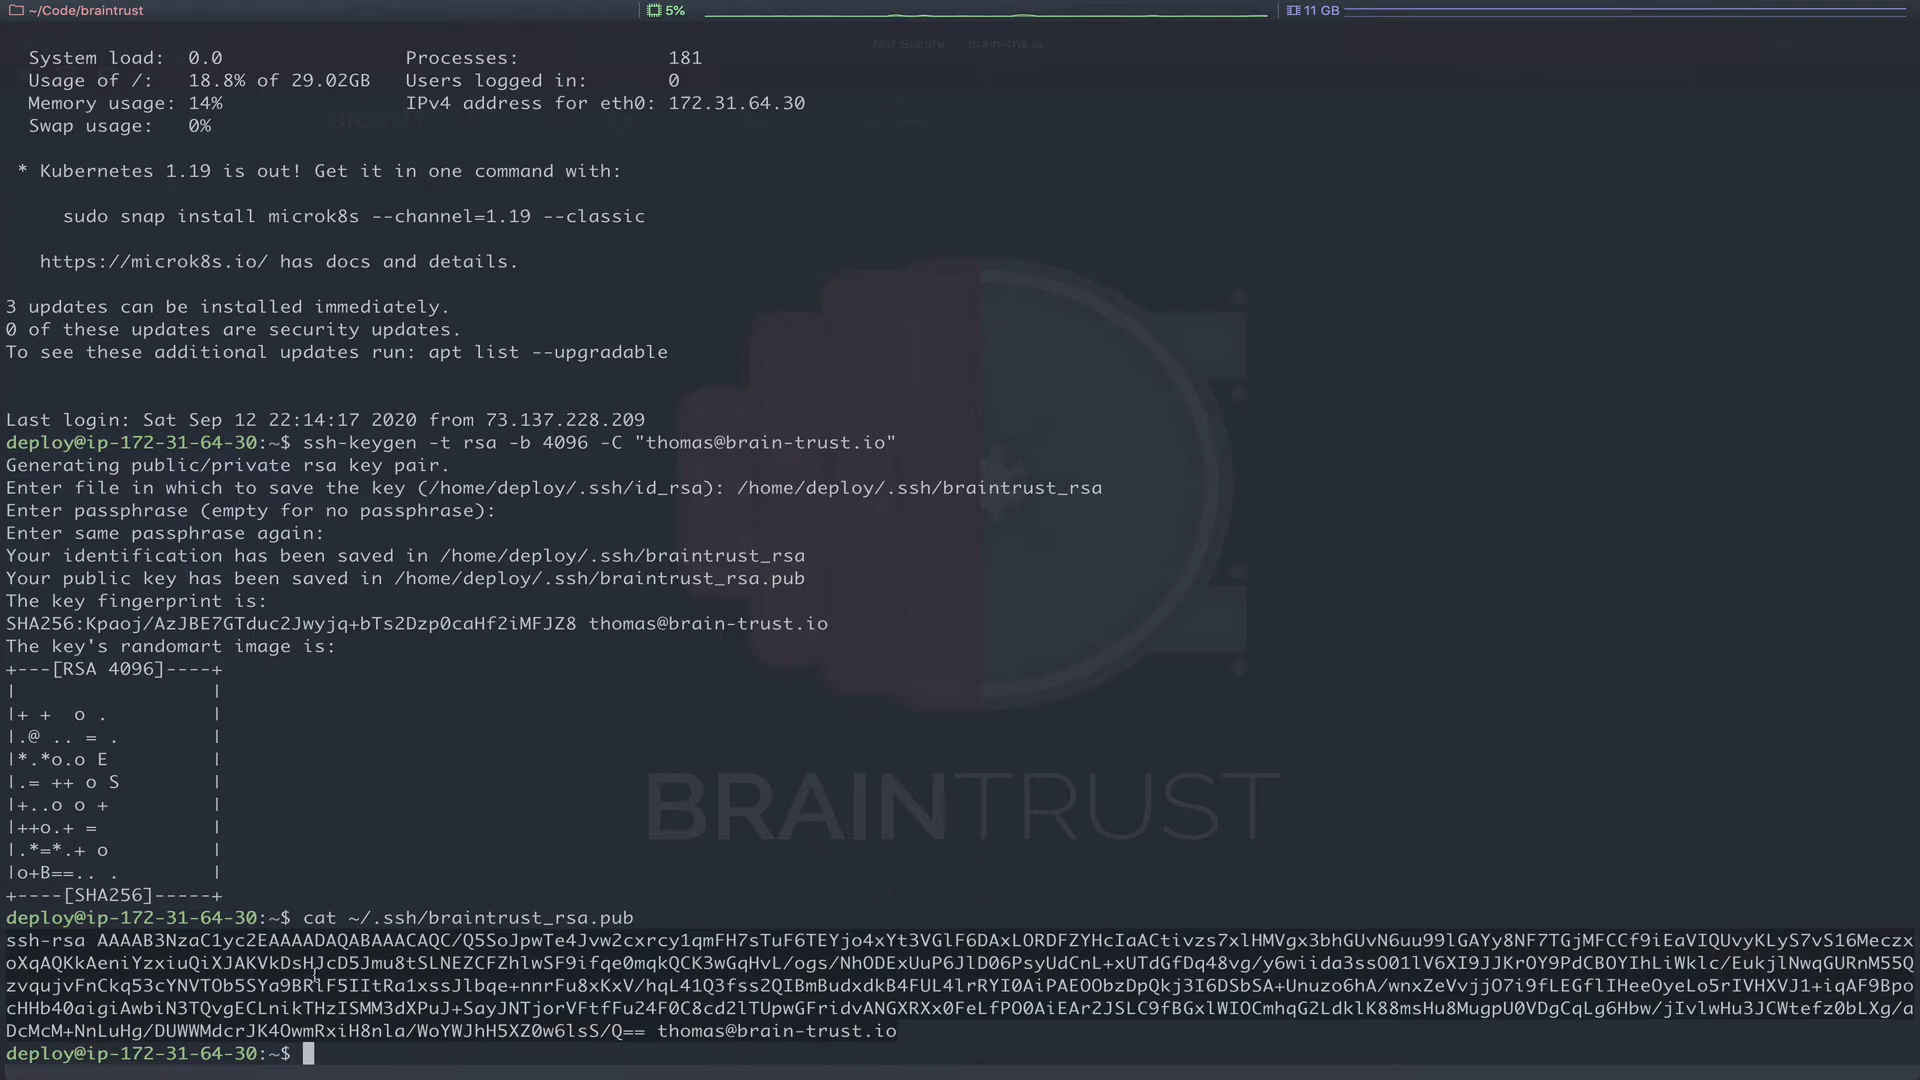 ~/Code/braintrust 5% 11 GB
Not Secure — brain-trust.io
System load: 0.0 Processes: 181
Usage of /: 18.8% of 29.02GB Users logged in: 0
Memory usage: 14% IPv4 address for eth0: 172.31.64.30
Swap usage: 0%
* Kubernetes 1.19 is out! Get it in one command with:
sudo snap install microk8s --channel=1.19 --classic
https://microk8s.io/ has docs and details.
3 updates can be installed immediately.
0 of these updates are security updates.
To see these additional updates run: apt list --upgradable
Last login: Sat Sep 12 22:14:17 2020 from 73.137.228.209
deploy@ip-172-31-64-30:~$ ssh-keygen -t rsa -b 4096 -C "thomas@brain-trust.io"
Generating public/private rsa key pair.
Enter file in which to save the key (/home/deploy/.ssh/id_rsa): /home/deploy/.ssh/braintrust_rsa
Enter passphrase (empty for no passphrase):
Enter same passphrase again:
Your identification has been saved in /home/deploy/.ssh/braintrust_rsa
Your public key has been saved in /home/deploy/.ssh/braintrust_rsa.pub
The key fingerprint is:
SHA256:Kpaoj/AzJBE7GTduc2Jwyjq+bTs2Dzp0caHf2iMFJZ8 thomas@brain-trust.io
The key's randomart image is:
+---[RSA 4096]----+
|                 |
|+ +  o .         |
|.@ .. = .        |
|*.*o.o E         |
|.= ++ o S        |
|+..o o +         |
|++o.+ =          |
|.*=*.+ o         |
|o+B==.. .        |
+----[SHA256]-----+
BRAINTRUST
deploy@ip-172-31-64-30:~$ cat ~/.ssh/braintrust_rsa.pub
ssh-rsa AAAAB3NzaC1yc2EAAAADAQABAAACAQC/Q5SoJpwTe4Jvw2cxrcy1qmFH7sTuF6TEYjo4xYt3VGlF6DAxLORDFZYHcIaACtivzs7xlHMVgx3bhGUvN6uu99lGAYy8NF7TGjMFCCf9iEaVIQUvyKLyS7vS16Meczx
oXqAQKkAeniYzxiuQiXJAKVkDsHJcD5Jmu8tSLNEZCFZhlwSF9ifqe0mqkQCK3wGqHvL/ogs/NhODExUuP6JlD06PsyUdCnL+xUTdGfDq48vg/y6wiida3ssO01lV6XI9JJKrOY9PdCBOYIhLiWklc/EukjlNwqGURnM55Q
zvqujvFnCkq53cYNVTOb5SYa9BRlF5IItRa1xssJlbqe+nnrFu8xKxV/hqL41Q3fss2QIBmBudxdkB4FUL4lrRYI0AiPAEOObzDpQkj3I6DSbSA+Unuzo6hA/wnxZeVvjjO7i9fLEGflIHeeOyeLo5rIVHXVJ1+iqAF9Bpo
cHHb40aigiAwbiN3TQvgECLnikTHzISMM3dXPuJ+SayJNTjorVFtfFu24F0C8cd2lTUpwGFridvANGXRXx0FeLfPO0AiEAr2JSLC9fBGxlWIOCmhqG2LdklK88msHu8MugpU0VDgCqLg6Hbw/jIvlwHu3JCWtefz0bLXg/a
DcMcM+NnLuHg/DUWWMdcrJK4OwmRxiH8nla/WoYWJhH5XZ0w6lsS/Q== thomas@brain-trust.io
deploy@ip-172-31-64-30:~$